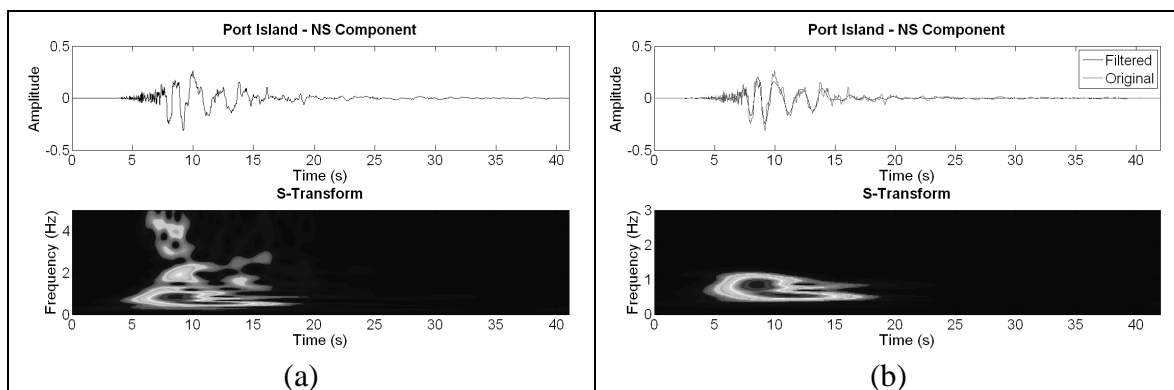 Port Island - NS Component
0.5
0
-0.5
Amplitude
0 5 10 15 20 25 30 35 40
Time (s)
S-Transform
4
2
0
Frequency (Hz)
0 5 10 15 20 25 30 35 40
Time (s)
(a)
Port Island - NS Component
0.5
0
-0.5
Amplitude
Filtered
Original
0 5 10 15 20 25 30 35 40
Time (s)
S-Transform
3
2
1
0
Frequency (Hz)
0 5 10 15 20 25 30 35 40
Time (s)
(b)